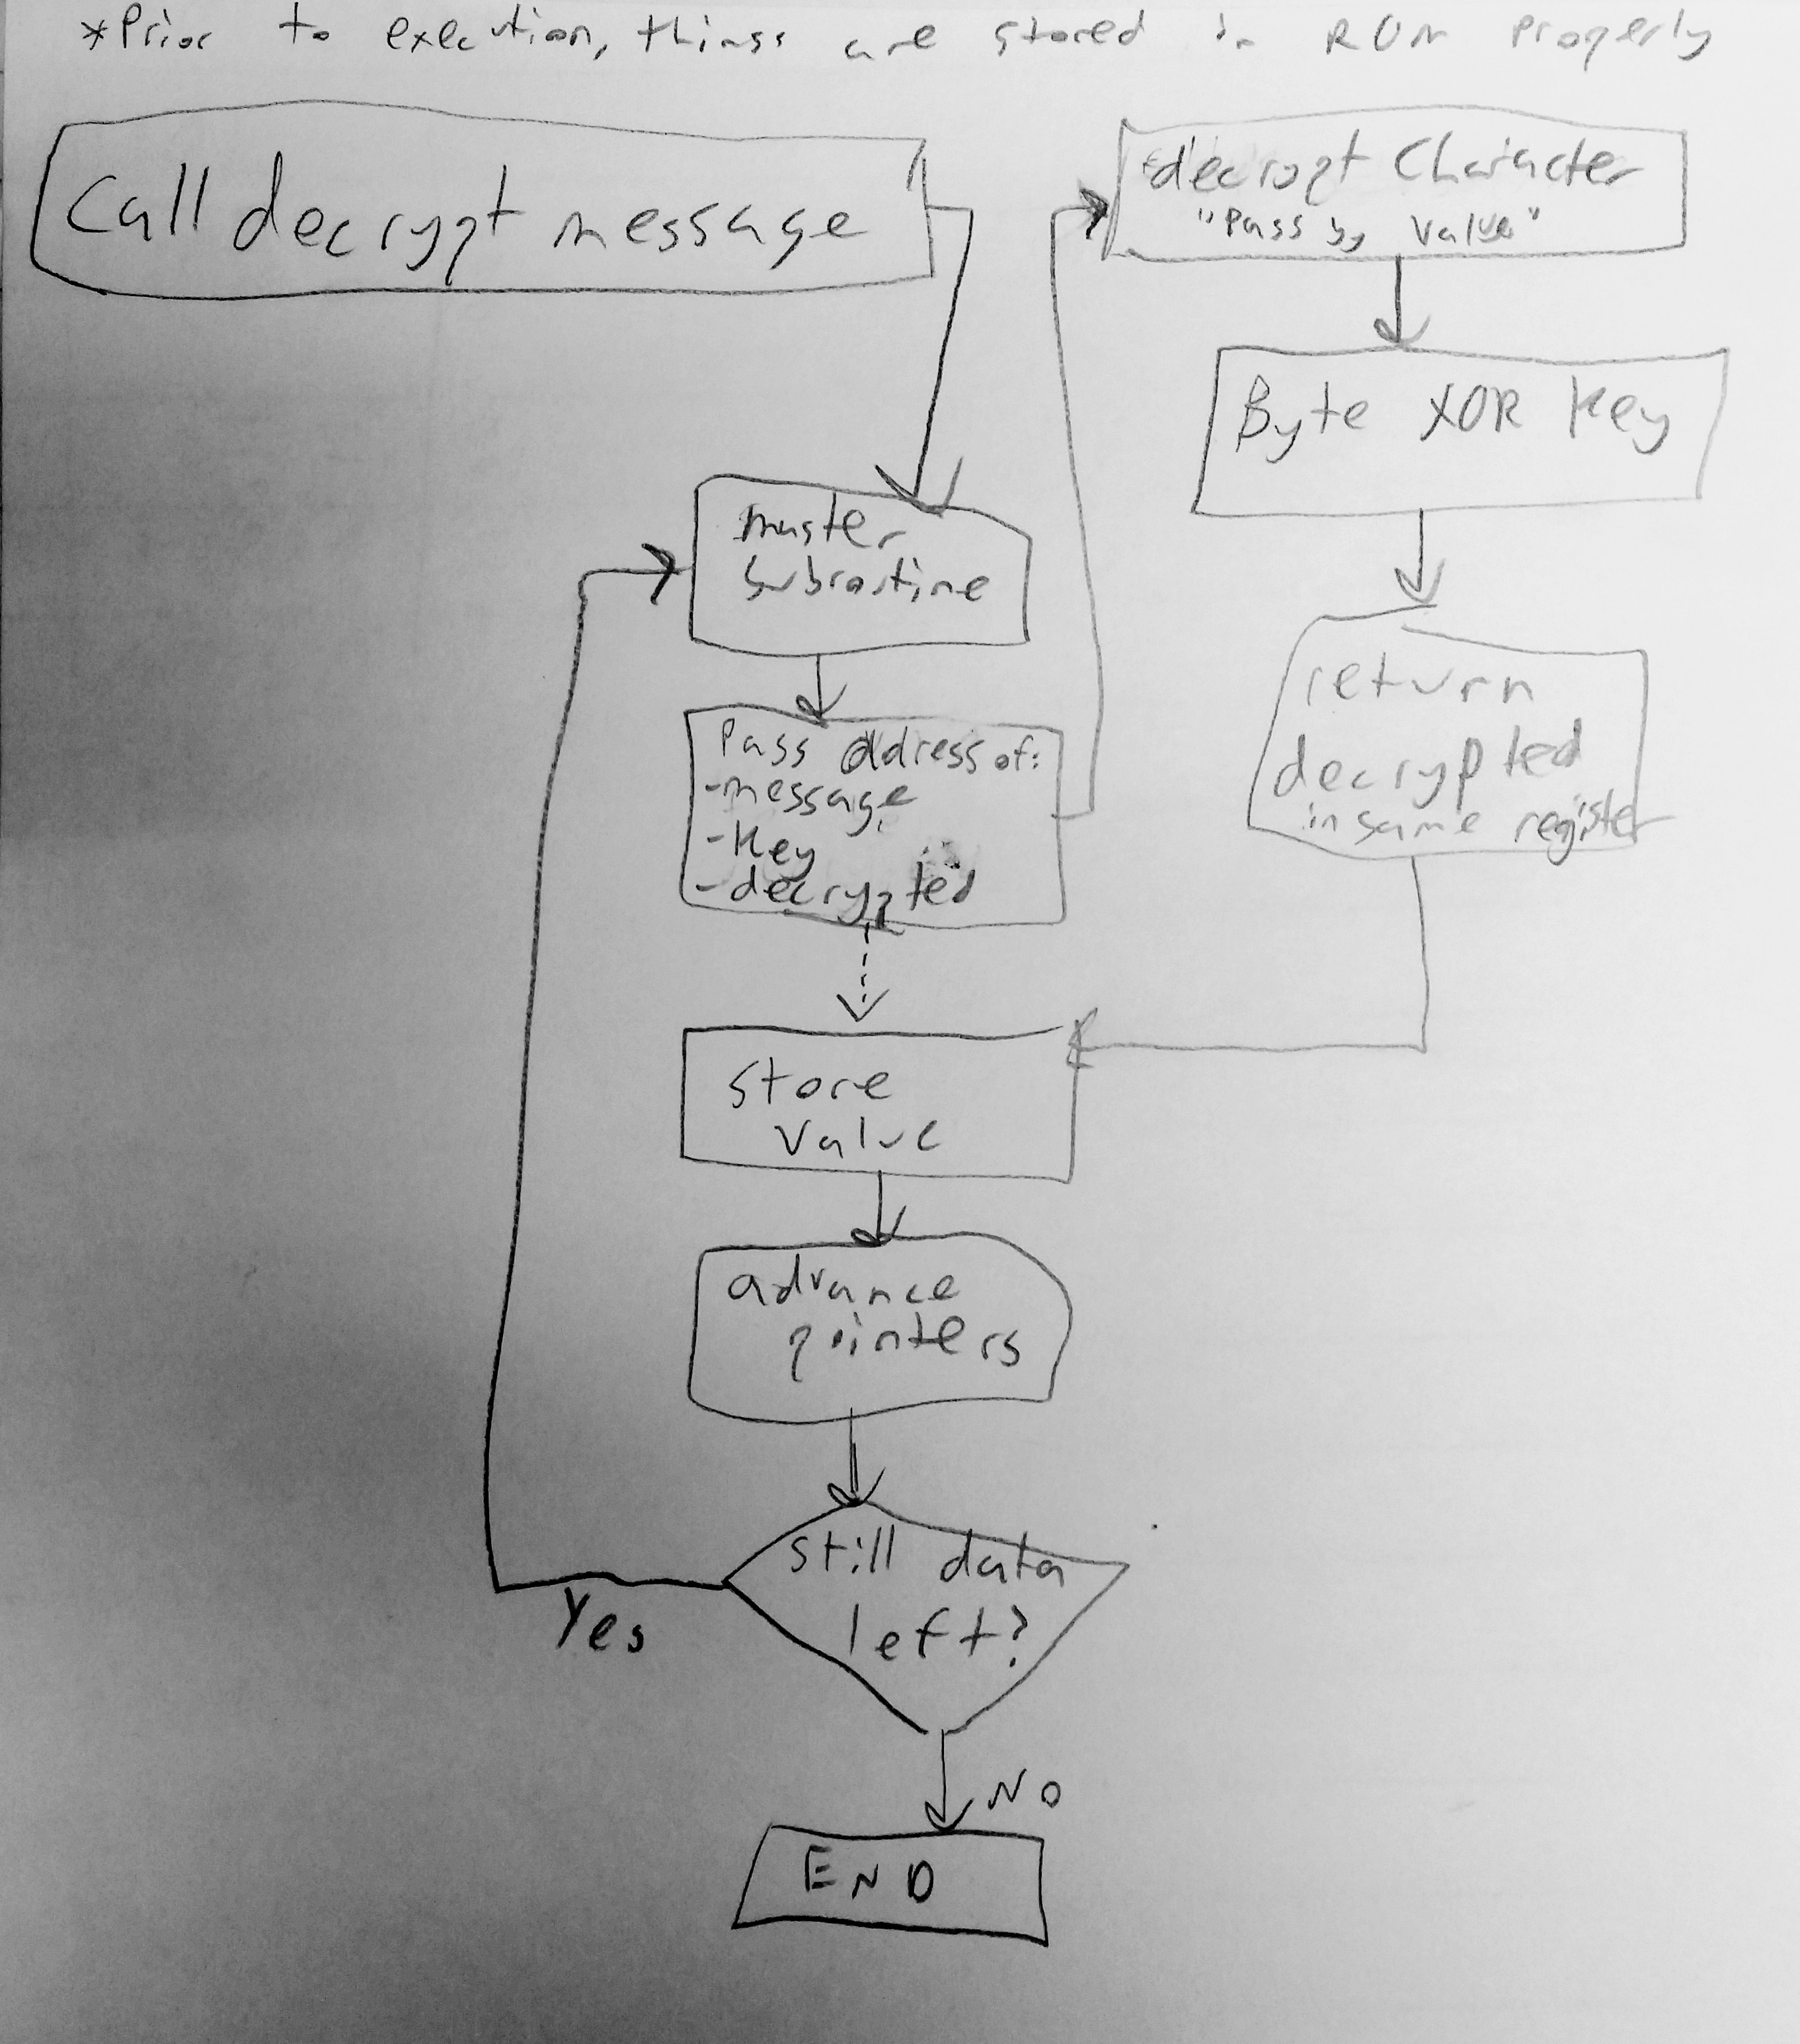 *Prior to execution, things are stored in ROM properly
Call decrypt message
master
subroutine
Pass address of:
-message
-key
-decrypted
store
value
advance
pointers
still data
left?
Yes
No
END
decrypt Character
"Pass by value"
Byte XOR Key
return
decrypted
in same register